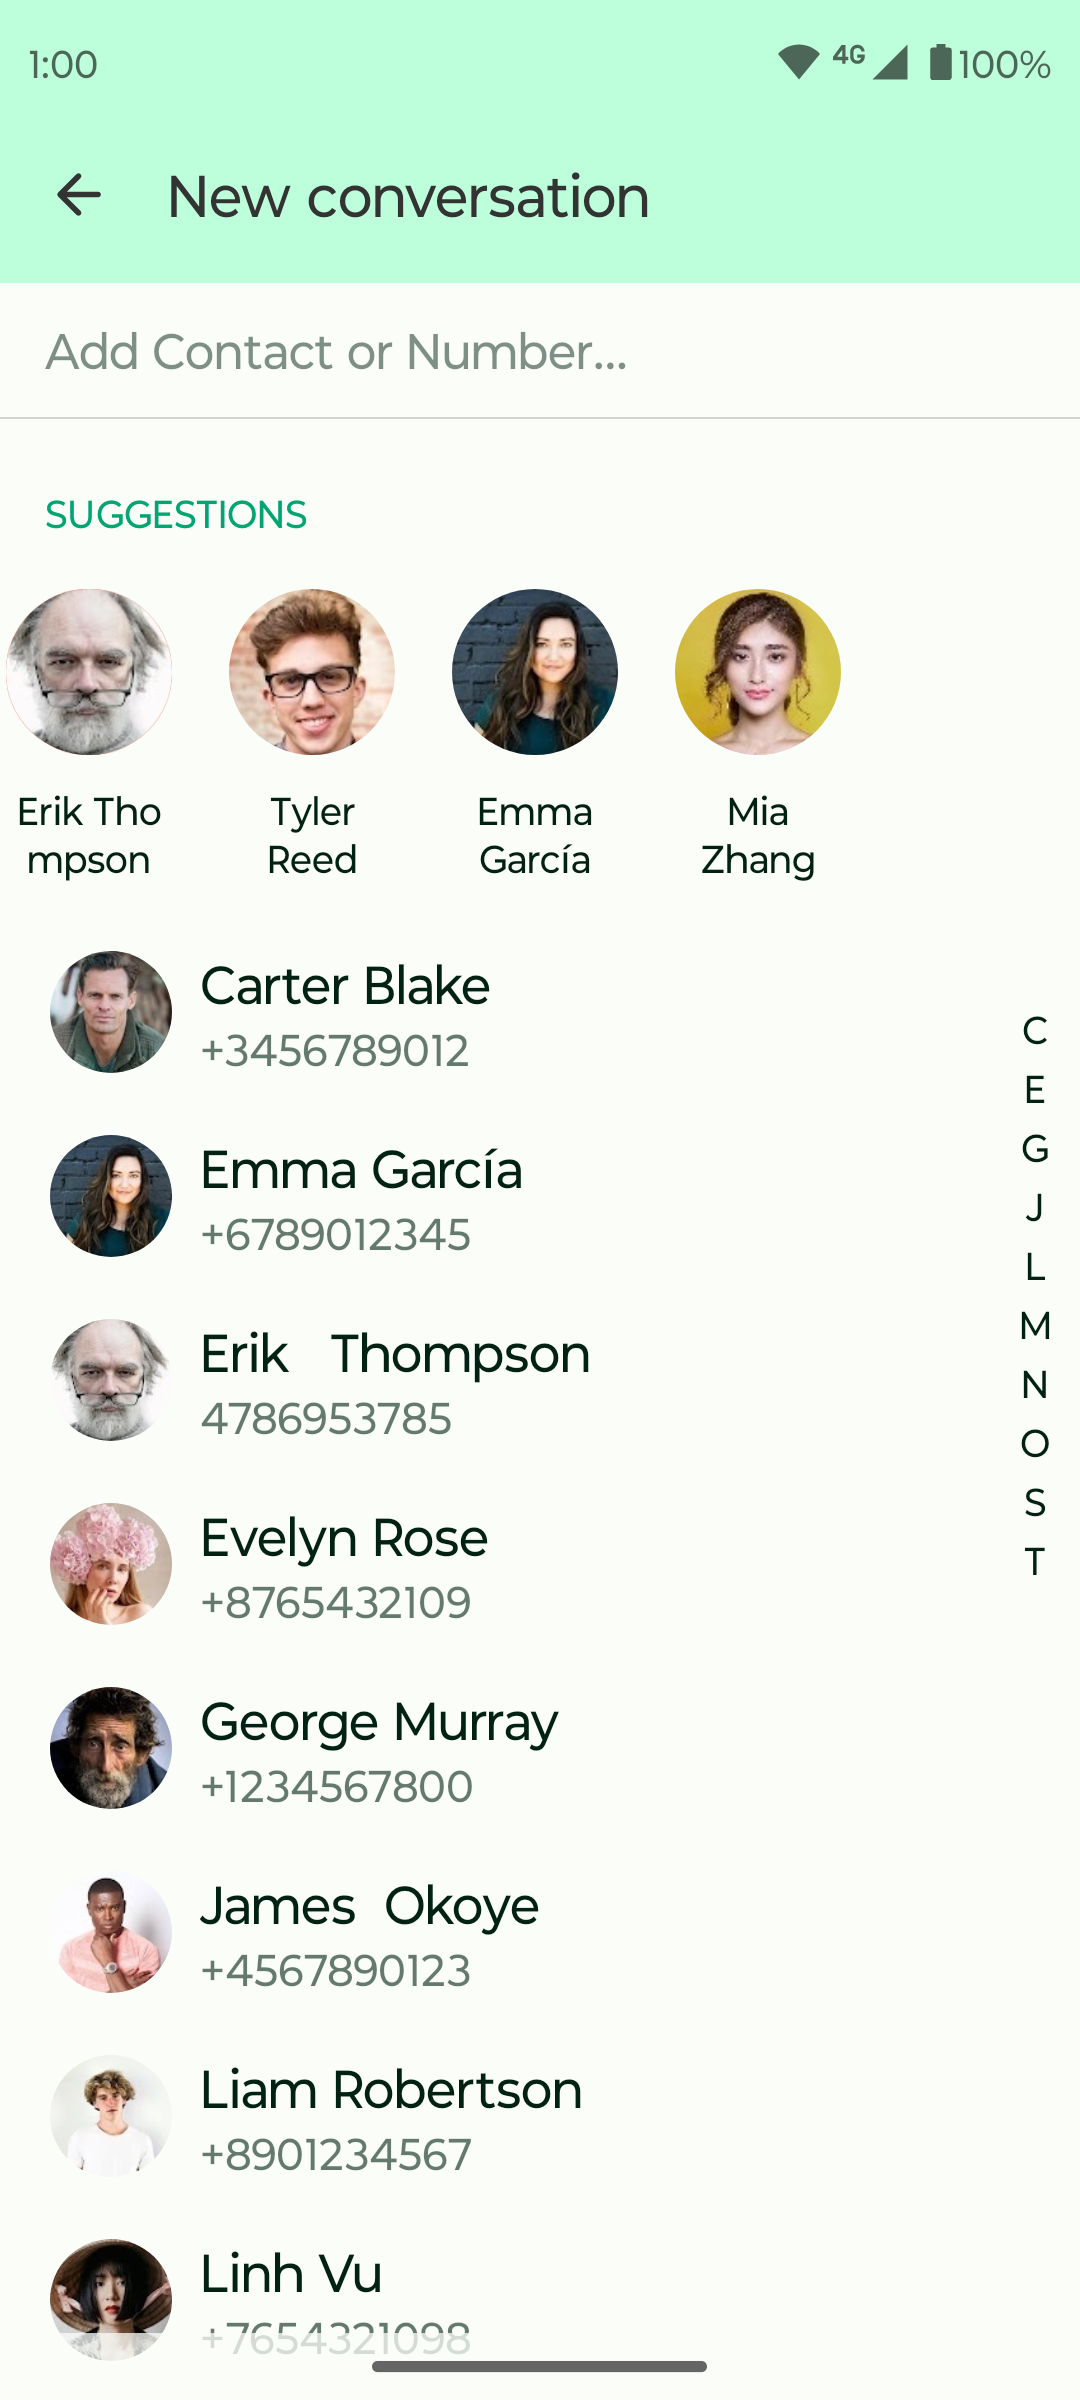 1:00
4G
100%
New conversation
Add Contact or Number...
SUGGESTIONS
Erik Tho
mpson
Tyler
Reed
Emma
García
Mia
Zhang
Carter Blake
+3456789012
Emma García
+6789012345
Erik Thompson
4786953785
Evelyn Rose
+8765432109
George Murray
+1234567800
James Okoye
+4567890123
Liam Robertson
+8901234567
Linh Vu
+7654321098
C
E
G
J
L
M
N
O
S
T